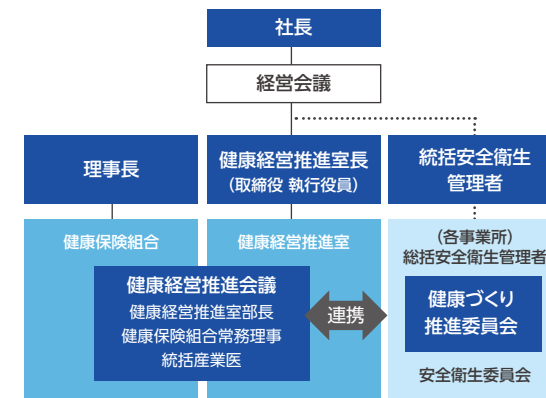 社長
経営会議
理事長
健康経営推進室長
(取締役 執行役員)
統括安全衛生
管理者
健康保険組合
健康経営推進室
(各事業所)
総括安全衛生管理者
健康経営推進会議
健康経営推進室部長
健康保険組合常務理事
統括産業医
連携
健康づくり
推進委員会
安全衛生委員会